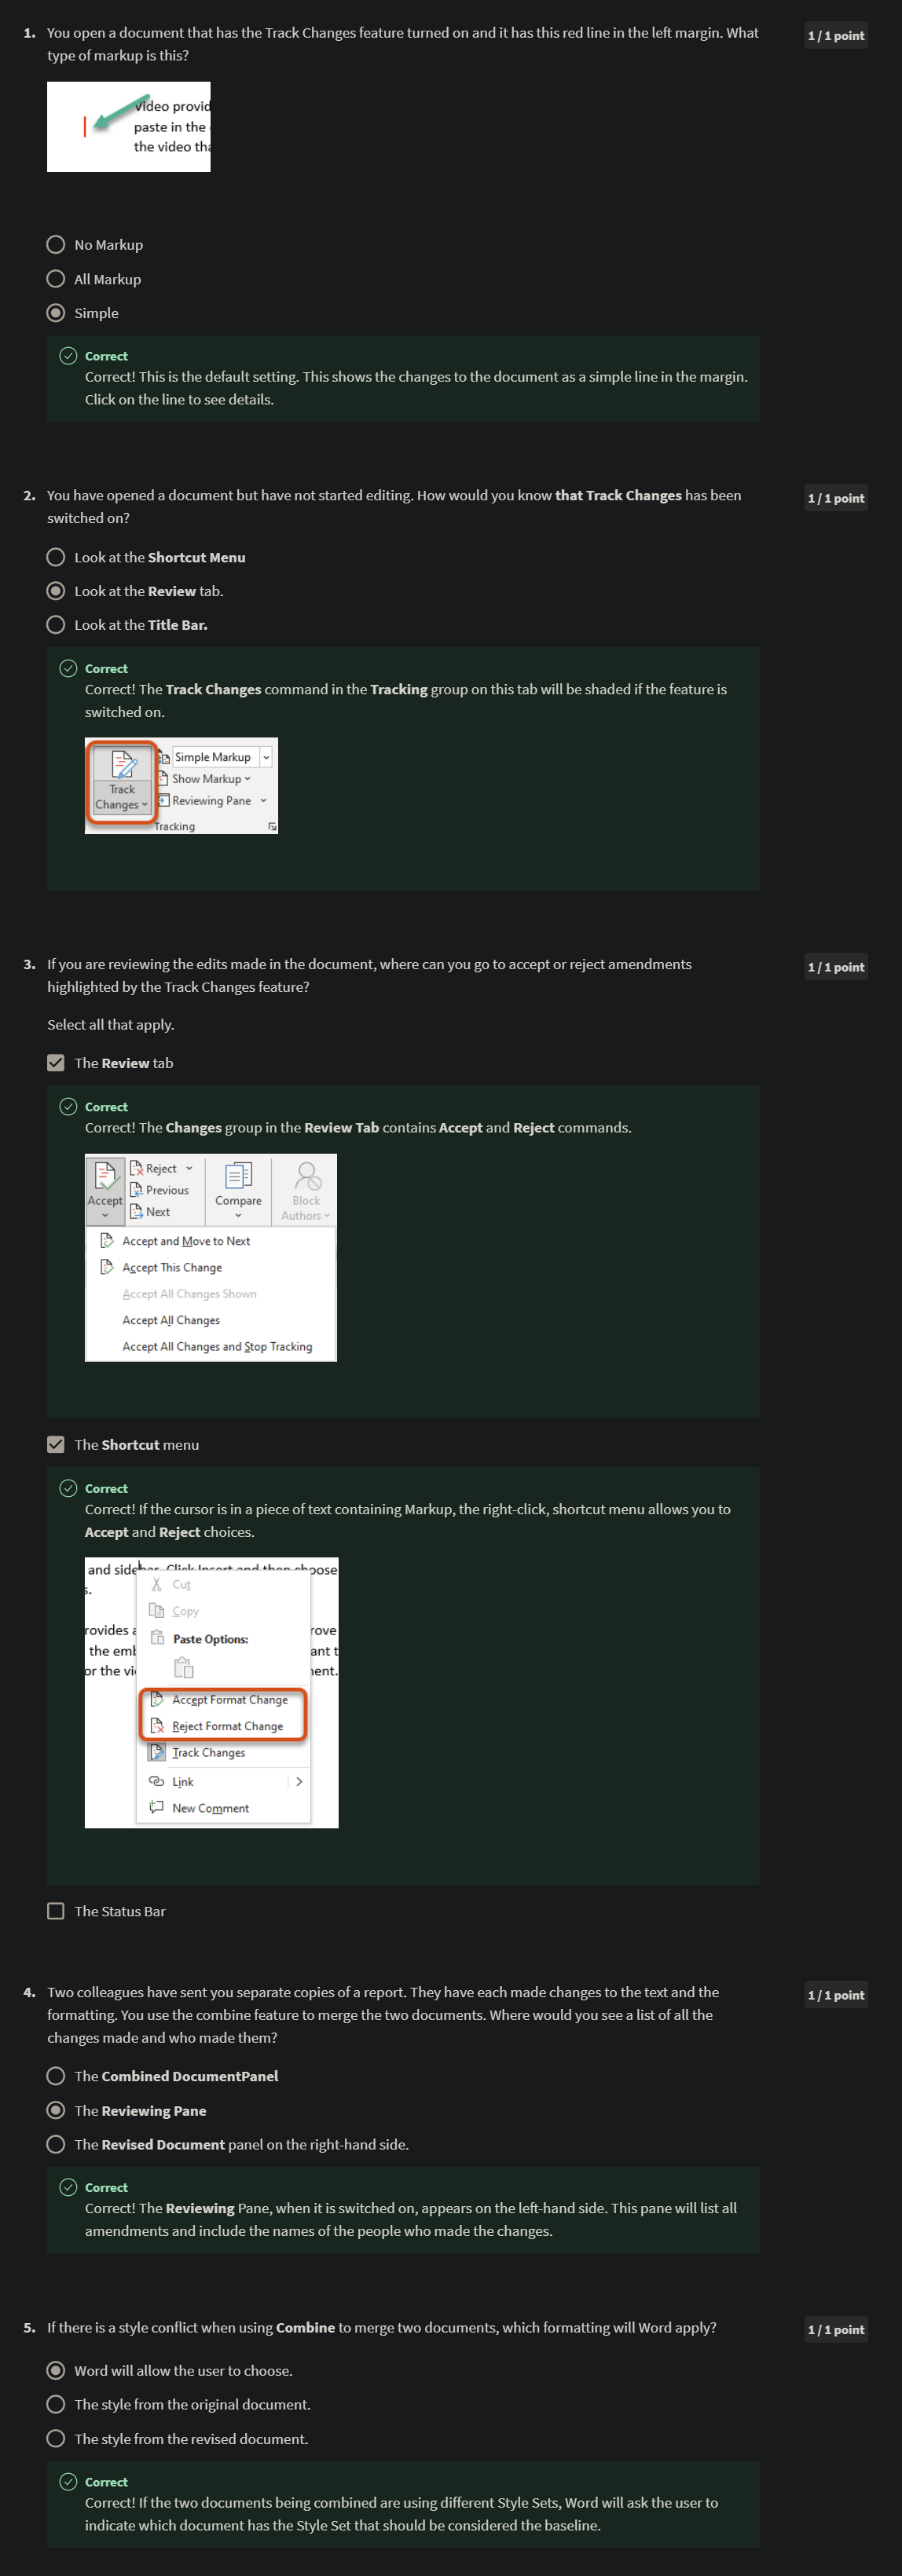 1. You open a document that has the Track Changes feature turned on and it has this red line in the left margin. What
type of markup is this?
1 / 1 point
Video provid
paste in the
the video tha
No Markup
All Markup
Simple
Correct
Correct! This is the default setting. This shows the changes to the document as a simple line in the margin.
Click on the line to see details.
2. You have opened a document but have not started editing. How would you know that Track Changes has been
switched on?
1 / 1 point
Look at the Shortcut Menu
Look at the Review tab.
Look at the Title Bar.
Correct
Correct! The Track Changes command in the Tracking group on this tab will be shaded if the feature is
switched on.
Track
Changes
Simple Markup
Show Markup
Reviewing Pane
Tracking
3. If you are reviewing the edits made in the document, where can you go to accept or reject amendments
highlighted by the Track Changes feature?
1 / 1 point
Select all that apply.
The Review tab
Correct
Correct! The Changes group in the Review Tab contains Accept and Reject commands.
Accept
Reject
Previous
Next
Compare
Block
Authors
Accept and Move to Next
Accept This Change
Accept All Changes Shown
Accept All Changes
Accept All Changes and Stop Tracking
The Shortcut menu
Correct
Correct! If the cursor is in a piece of text containing Markup, the right-click, shortcut menu allows you to
Accept and Reject choices.
and sidebar. Click Insert and then choose
s.
rovides a
rove
the emb
ant t
or the vi
nent.
Cut
Copy
Paste Options:
Accept Format Change
Reject Format Change
Track Changes
Link
New Comment
The Status Bar
4. Two colleagues have sent you separate copies of a report. They have each made changes to the text and the
formatting. You use the combine feature to merge the two documents. Where would you see a list of all the
changes made and who made them?
1 / 1 point
The Combined DocumentPanel
The Reviewing Pane
The Revised Document panel on the right-hand side.
Correct
Correct! The Reviewing Pane, when it is switched on, appears on the left-hand side. This pane will list all
amendments and include the names of the people who made the changes.
5. If there is a style conflict when using Combine to merge two documents, which formatting will Word apply?
1 / 1 point
Word will allow the user to choose.
The style from the original document.
The style from the revised document.
Correct
Correct! If the two documents being combined are using different Style Sets, Word will ask the user to
indicate which document has the Style Set that should be considered the baseline.